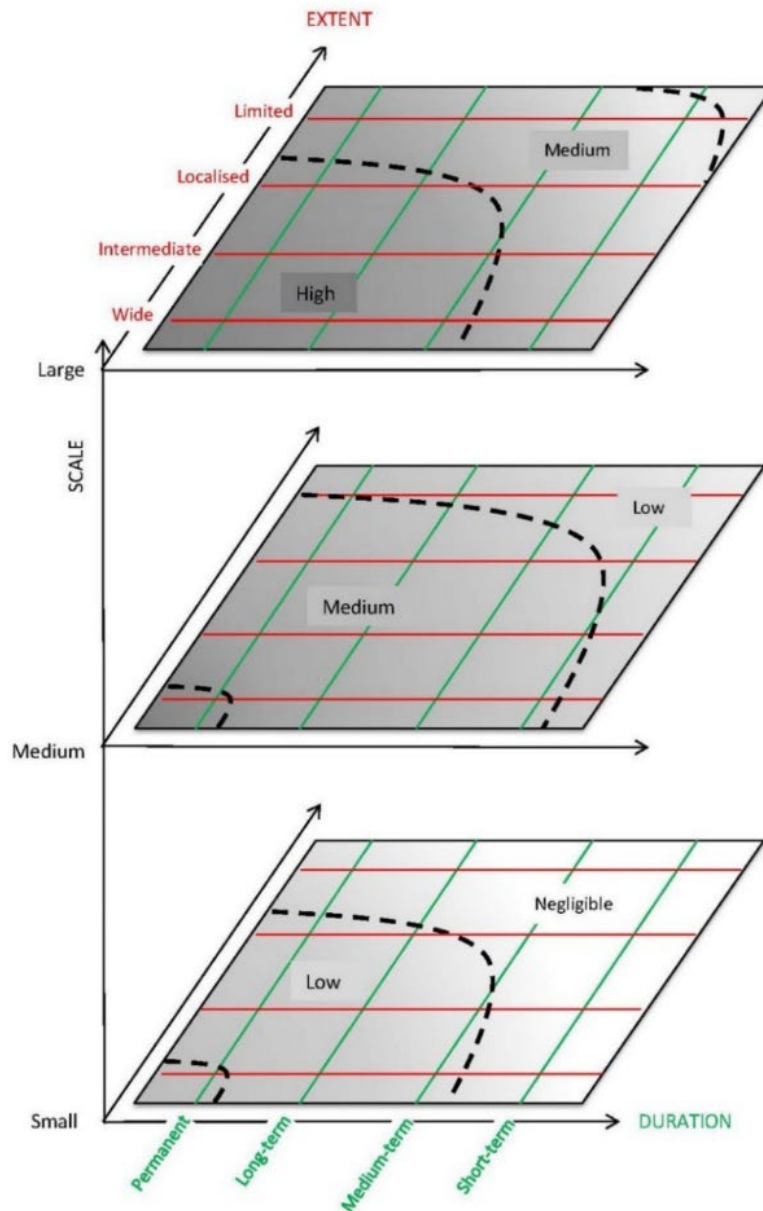 EXTENT
Limited
Medium
Localised
Intermediate
High
Wide
Large
SCALE
Low
Medium
Medium
Negligible
Low
Small
DURATION
Permanent
Long-term
Medium-term
Short-term